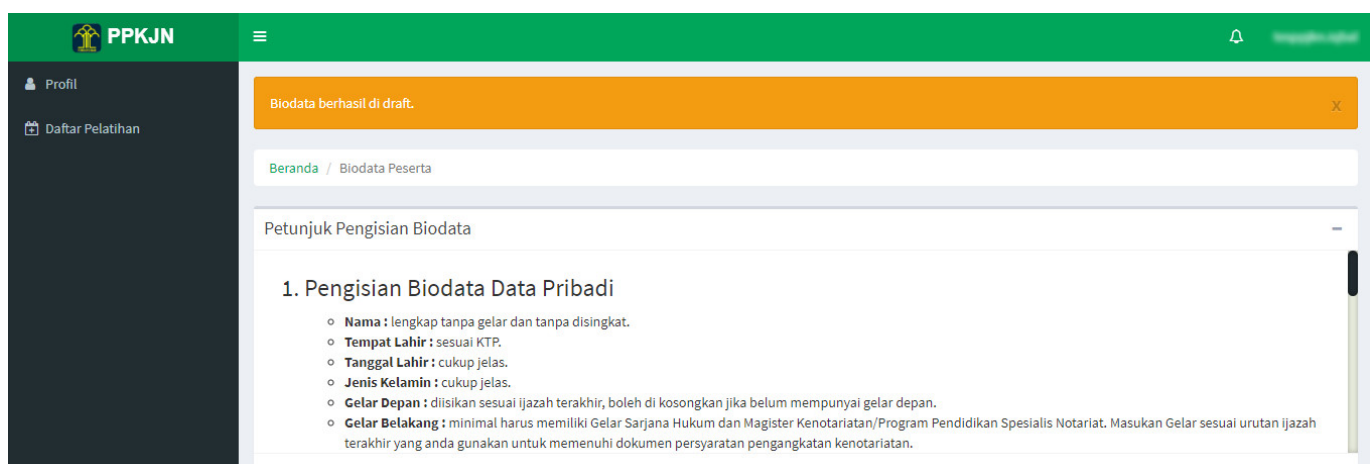 PPKJN
Profil
Daftar Pelatihan
Biodata berhasil di draft.
x
Beranda / Biodata Peserta
Petunjuk Pengisian Biodata
1. Pengisian Biodata Data Pribadi
Nama : lengkap tanpa gelar dan tanpa disingkat.
Tempat Lahir : sesuai KTP.
Tanggal Lahir : cukup jelas.
Jenis Kelamin : cukup jelas.
Gelar Depan : diisikan sesuai ijazah terakhir, boleh di kosongkan jika belum mempunyai gelar depan.
Gelar Belakang : minimal harus memiliki Gelar Sarjana Hukum dan Magister Kenotariatan/Program Pendidikan Spesialis Notariat. Masukan Gelar sesuai urutan ijazah
terakhir yang anda gunakan untuk memenuhi dokumen persyaratan pengangkatan kenotariatan.